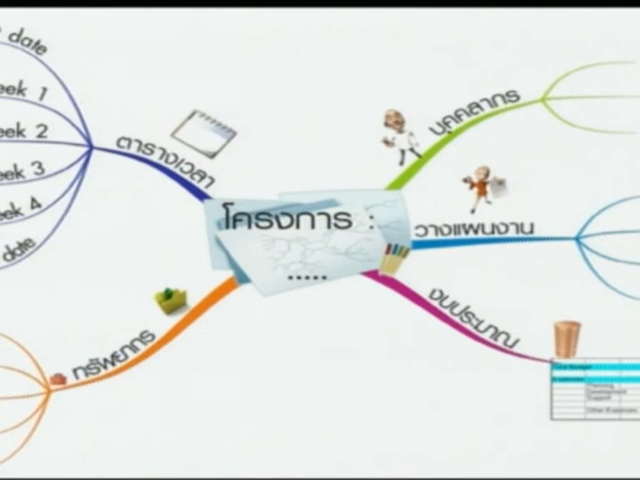 date
eek 1
eek 2
eek 3
eek 4
date
ตารางเวลา
บุคคลากร
โครงการ :
.....
วางแผนงาน
งบประมาณ
ทรัพยากร